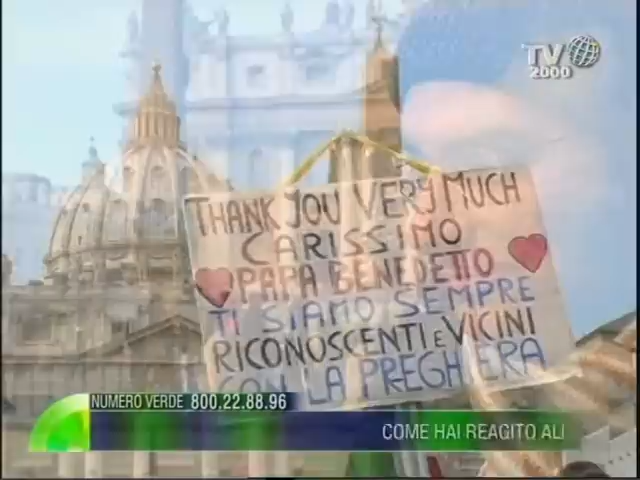 TV
2000
THANK YOU VERY MUCH
CARISSIMO
PAPA BENEDETTO
TI SIAMO SEMPRE
RICONOSCENTI E VICINI
CON LA PREGHIERA
NUMERO VERDE 800.22.88.96
COME HAI REAGITO ALL